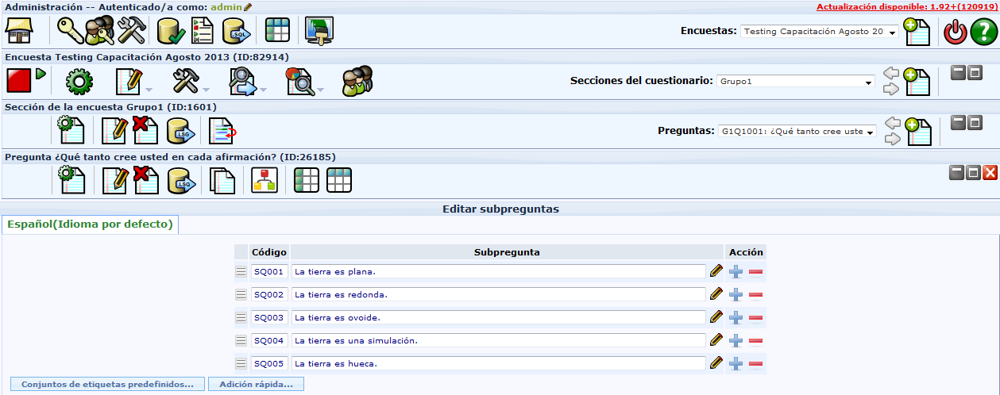 Administración -- Autenticado/a como: admin
Actualización disponible: 1.92+(120919)
.SQL
Encuestas: Testing Capacitación Agosto 20
Encuesta Testing Capacitación Agosto 2013 (ID:82914)
Secciones del cuestionario: Grupo1
Sección de la encuesta Grupo1 (ID:1601)
.LSG
Preguntas: G1Q1001: ¿Qué tanto cree uste
Pregunta ¿Qué tanto cree usted en cada afirmación? (ID:26185)
.LSQ
Editar subpreguntas
Español(Idioma por defecto)
Código Subpregunta Acción
SQ001 La tierra es plana.
SQ002 La tierra es redonda.
SQ003 La tierra es ovoide.
SQ004 La tierra es una simulación.
SQ005 La tierra es hueca.
Conjuntos de etiquetas predefinidos... Adición rápida...